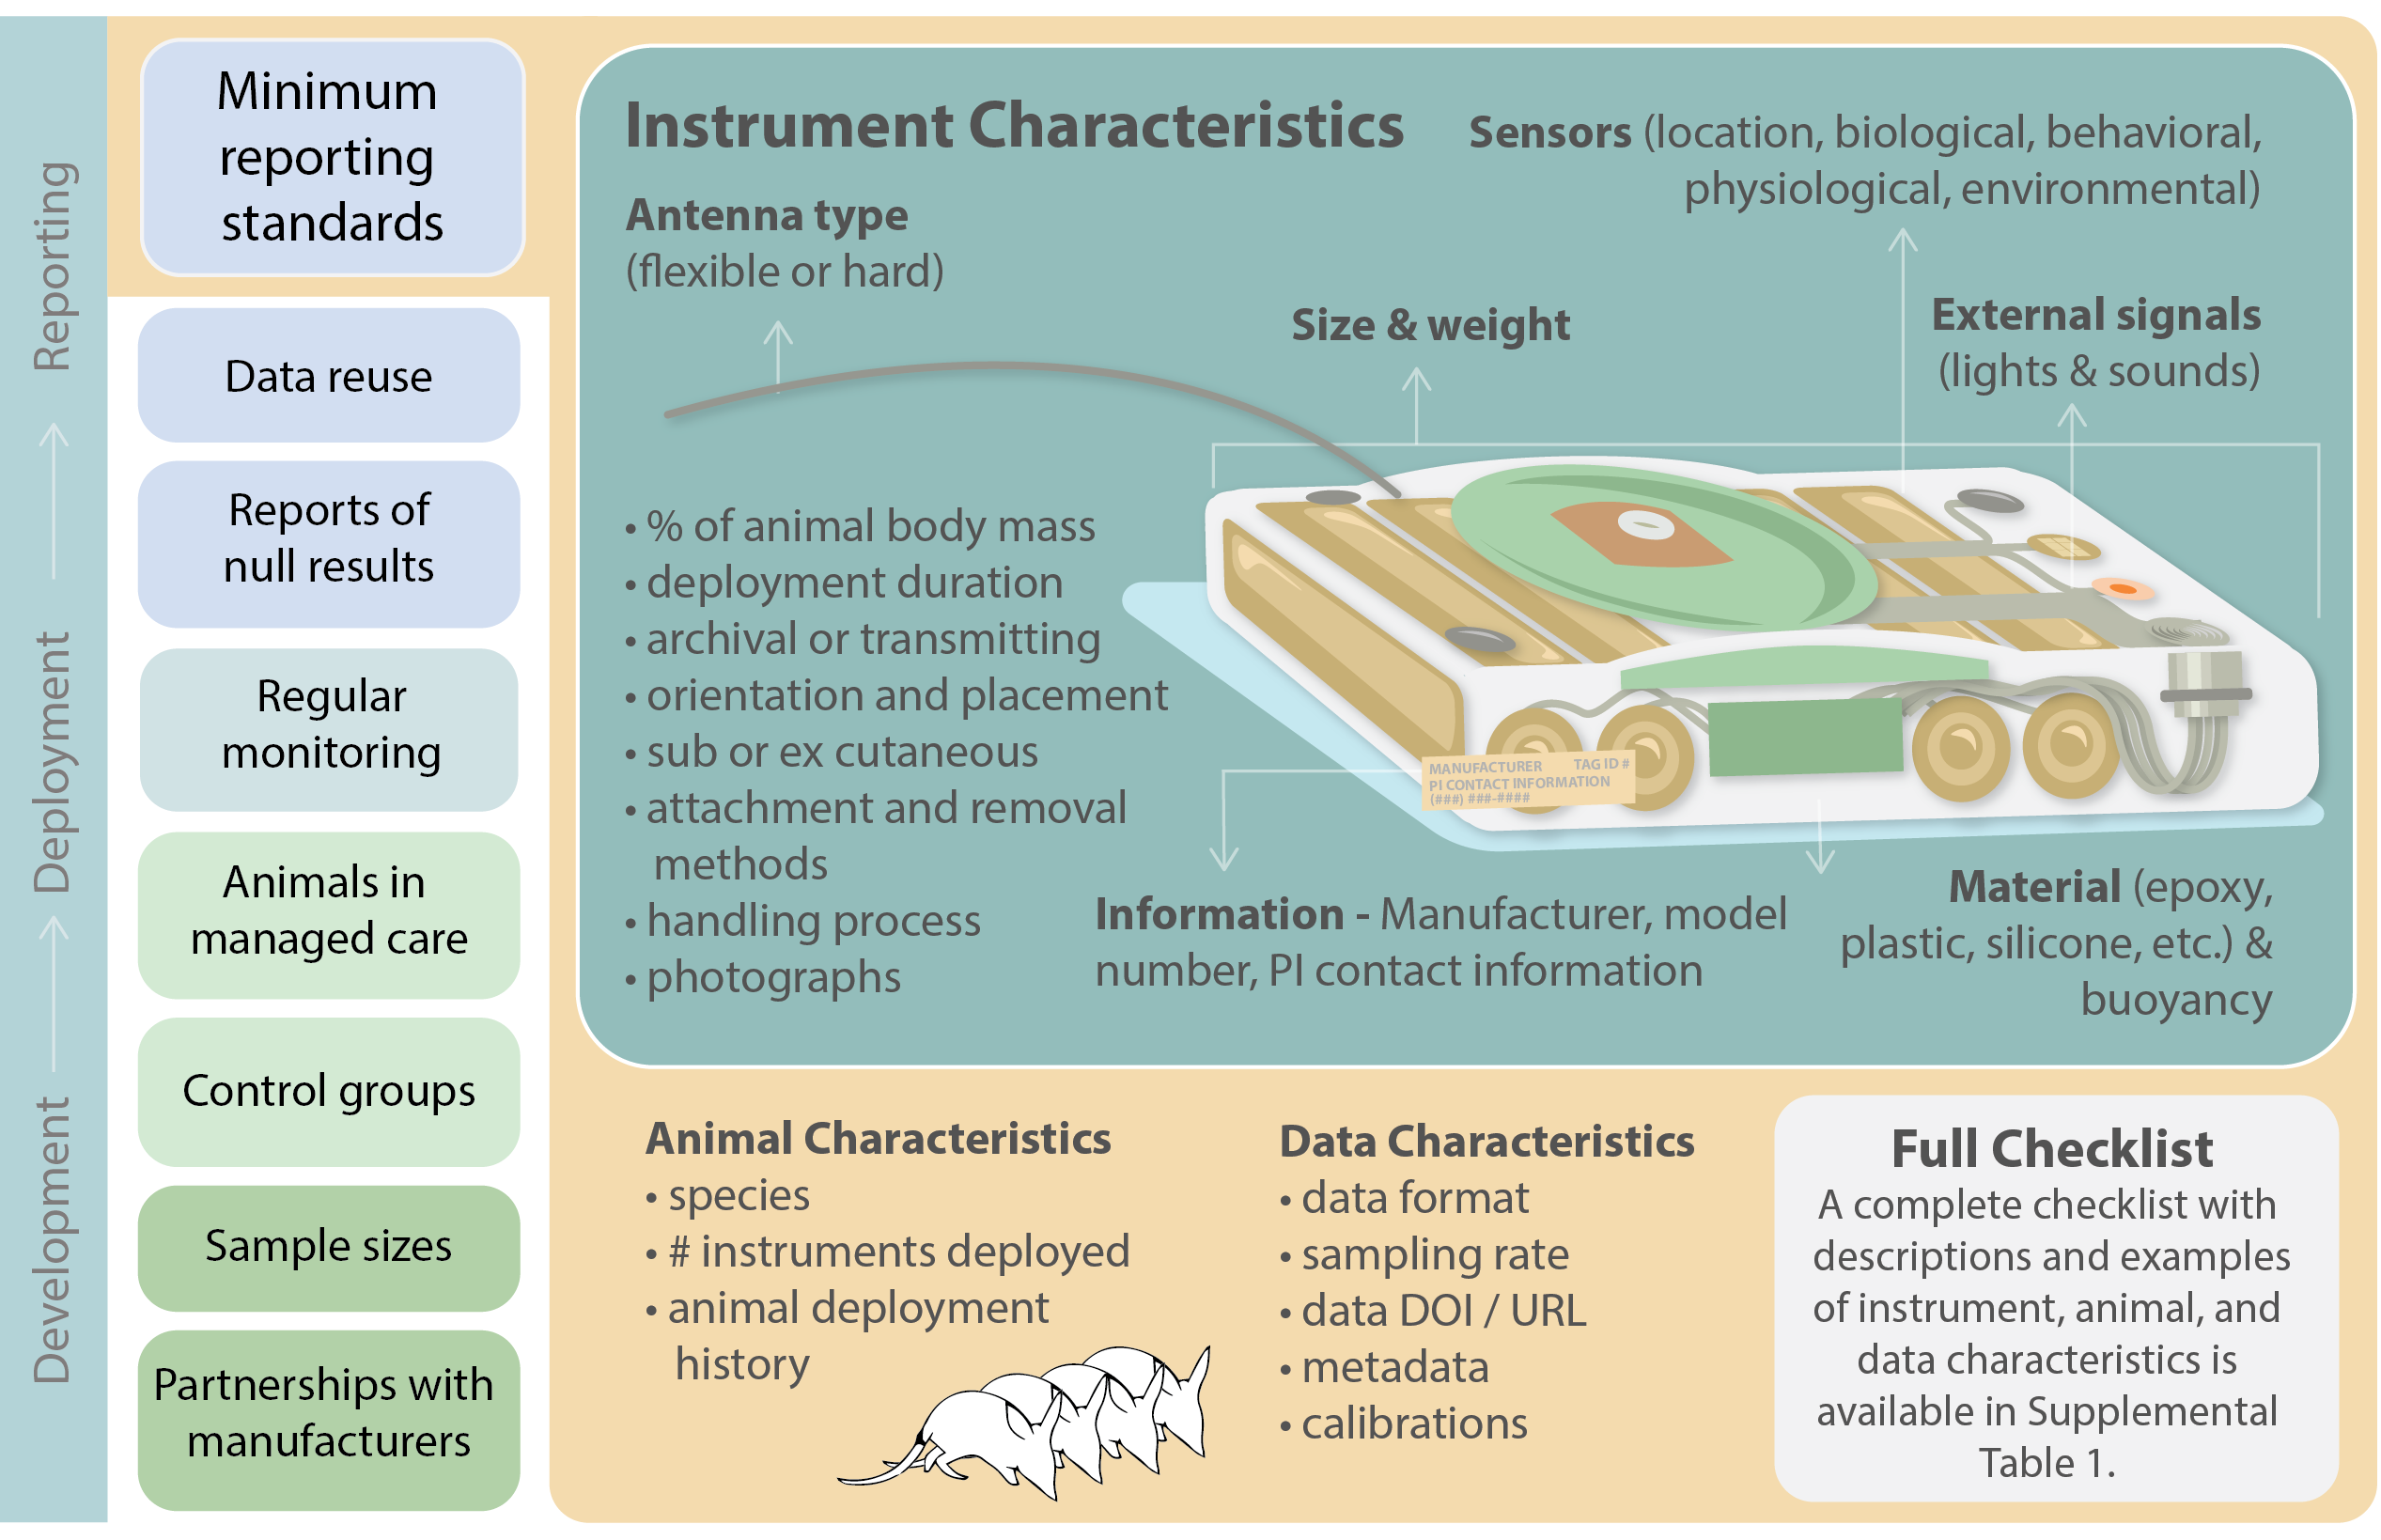 Reporting
Deployment
Development
Minimum
reporting
standards
Data reuse
Reports of
null results
Regular
monitoring
Animals in
managed care
Control groups
Sample sizes
Partnerships with
manufacturers
Instrument Characteristics
Antenna type
(flexible or hard)
Sensors (location, biological, behavioral,
physiological, environmental)
Size & weight
External signals
(lights & sounds)
• % of animal body mass
• deployment duration
• archival or transmitting
• orientation and placement
• sub or ex cutaneous
• attachment and removal
methods
• handling process
• photographs
MANUFACTURER TAG ID #
PI CONTACT INFORMATION
(###) ###-####
Information - Manufacturer, model
number, PI contact information
Material (epoxy,
plastic, silicone, etc.) &
buoyancy
Animal Characteristics
• species
• # instruments deployed
• animal deployment
history
Data Characteristics
• data format
• sampling rate
• data DOI / URL
• metadata
• calibrations
Full Checklist
A complete checklist with
descriptions and examples
of instrument, animal, and
data characteristics is
available in Supplemental
Table 1.